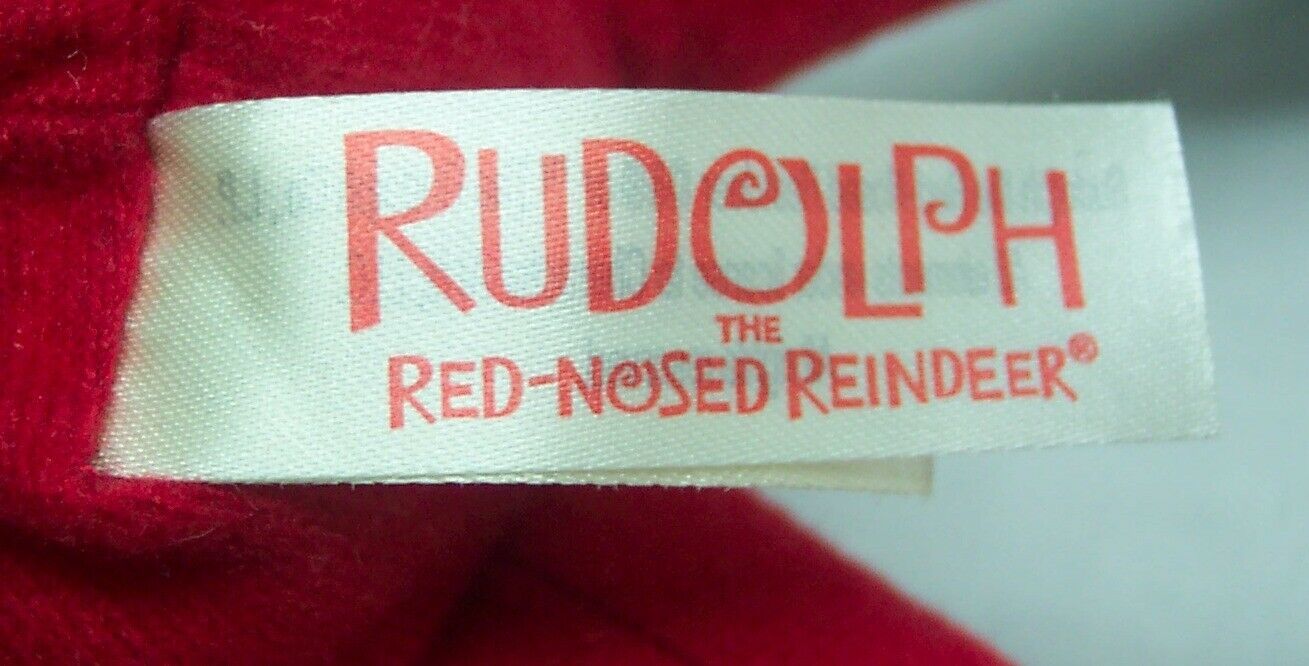 RUDOLPH
THE
RED-NOSED REINDEER®